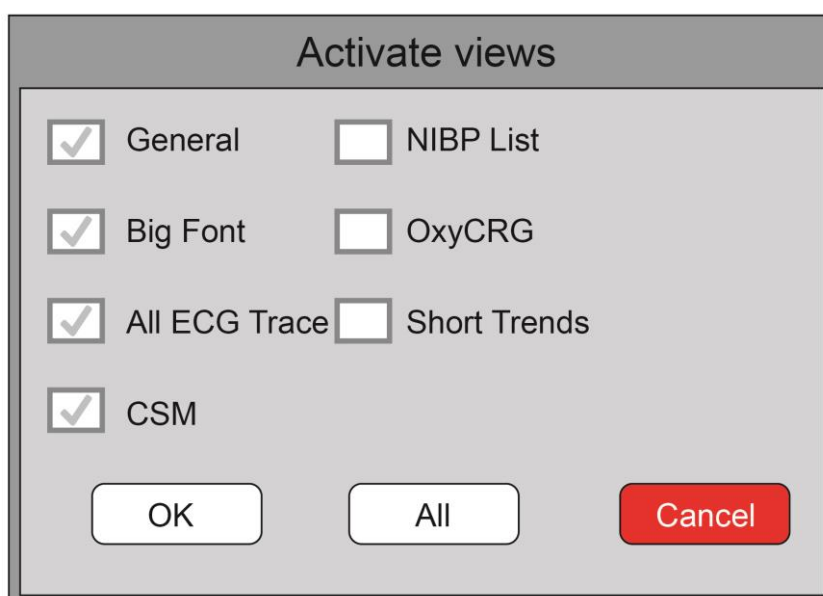 Activate views
General
NIBP List
Big Font
OxyCRG
All ECG Trace
Short Trends
CSM
OK
All
Cancel